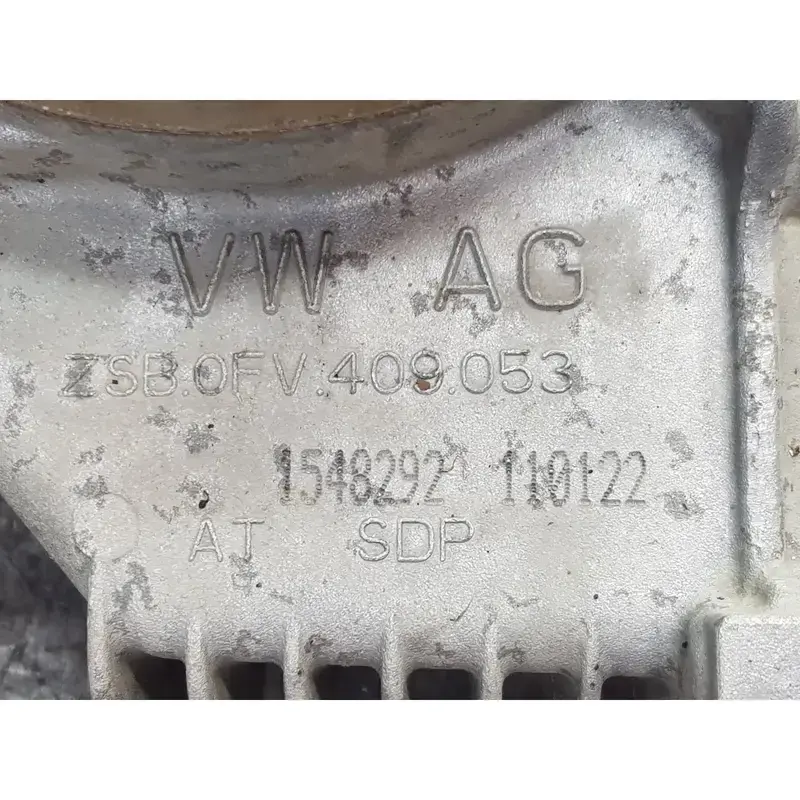 VW AG
ZSB.0FV.409.053
1548292 110122
AT SDP